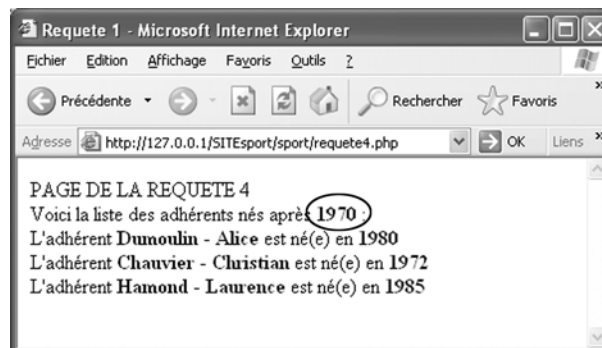 Requete 1 - Microsoft Internet Explorer
Fichier Edition Affichage Favoris Outils ?
Précédente Rechercher Favoris »
Adresse http://127.0.0.1/SITEsport/sport/requete4.php OK Liens »
PAGE DE LA REQUETE 4
Voici la liste des adhérents nés après 1970 :
L'adhérent Dumoulin - Alice est né(e) en 1980
L'adhérent Chauvier - Christian est né(e) en 1972
L'adhérent Hamond - Laurence est né(e) en 1985